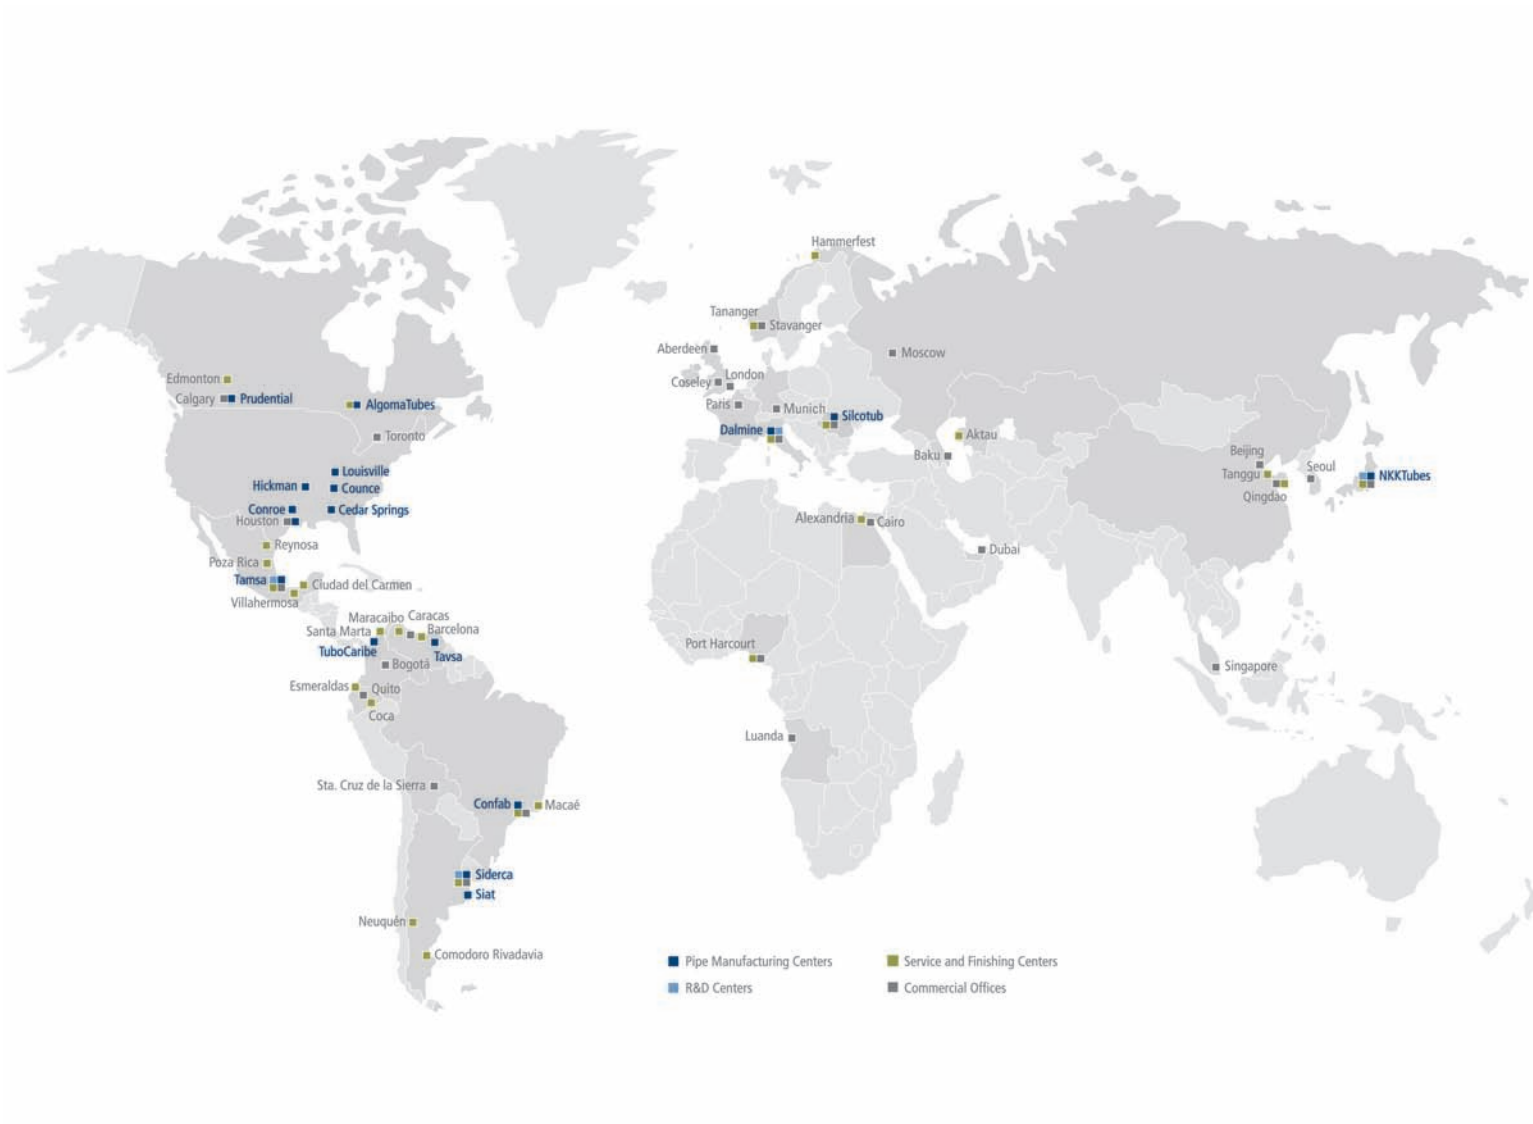 Hammerfest
Tananger
Stavanger
Aberdeen
Moscow
London
Coseley
Paris
Munich
Silcotub
Dalmine
Edmonton
Calgary
Prudential
AlgomaTubes
Toronto
Louisville
Hickman
Counce
Conroe
Cedar Springs
Houston
Reynosa
Poza Rica
Tamsa
Ciudad del Carmen
Villahermosa
Maracaibo
Caracas
Santa Marta
Barcelona
TuboCaribe
Tavsa
Bogotá
Esmeraldas
Quito
Coca
Sta. Cruz de la Sierra
Confab
Macaé
Siderca
Siat
Neuquén
Comodoro Rivadavia
Aktau
Baku
Beijing
Tanggu
Seoul
Qingdao
NKKTubes
Alexandria
Cairo
Dubai
Port Harcourt
Singapore
Luanda
Pipe Manufacturing Centers
Service and Finishing Centers
R&D Centers
Commercial Offices